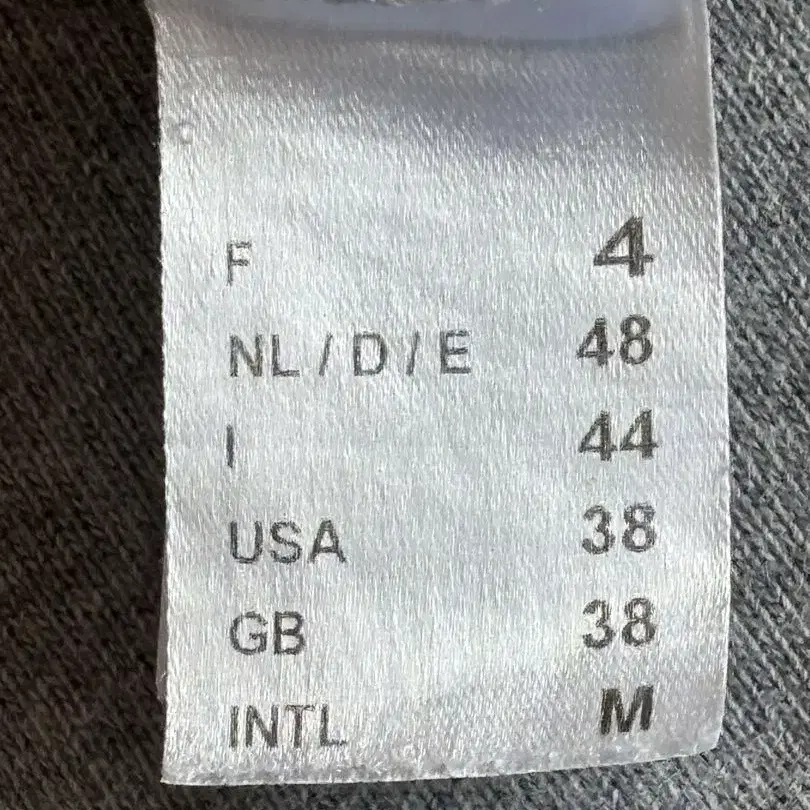 F 4
NL / D / E 48
I 44
USA 38
GB 38
INTL M